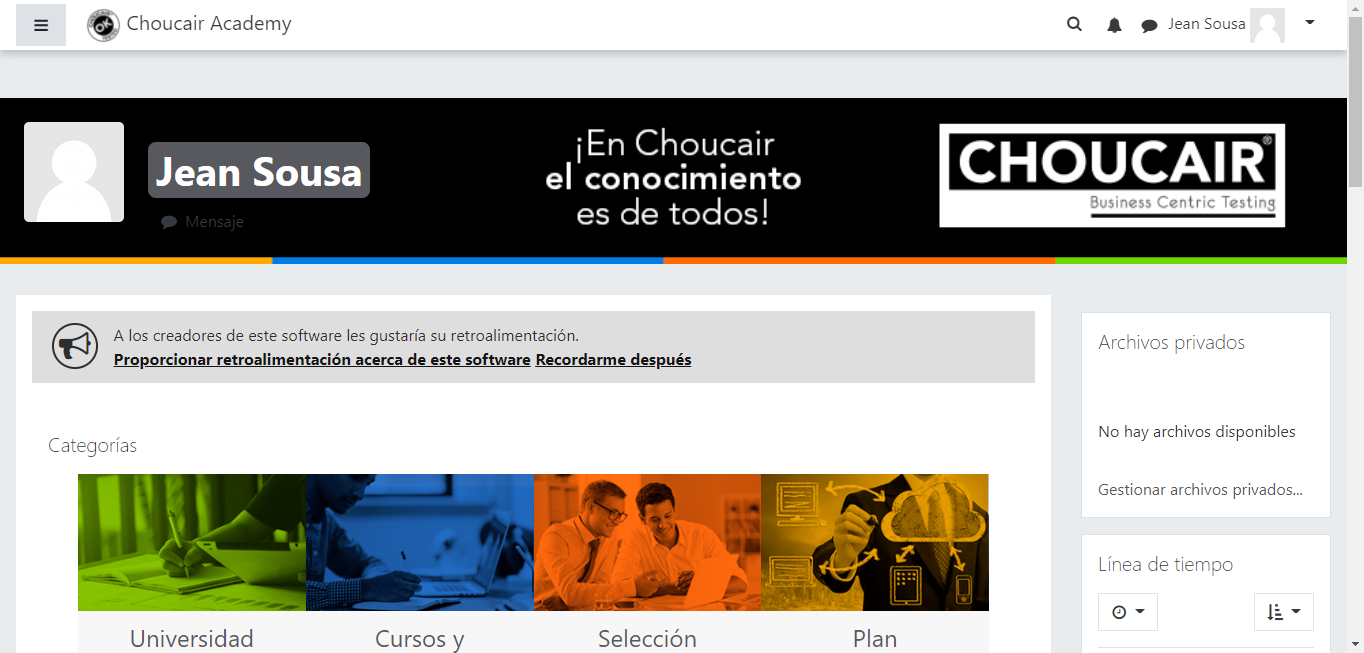 Choucair Academy
Jean Sousa
Jean Sousa
Mensaje
¡En Choucair
el conocimiento
es de todos!
CHOUCAIR®
Business Centric Testing
A los creadores de este software les gustaría su retroalimentación.
Proporcionar retroalimentación acerca de este software Recordarme después
Categorías
Universidad
Cursos y
Selección
Plan
Archivos privados
No hay archivos disponibles
Gestionar archivos privados...
Línea de tiempo